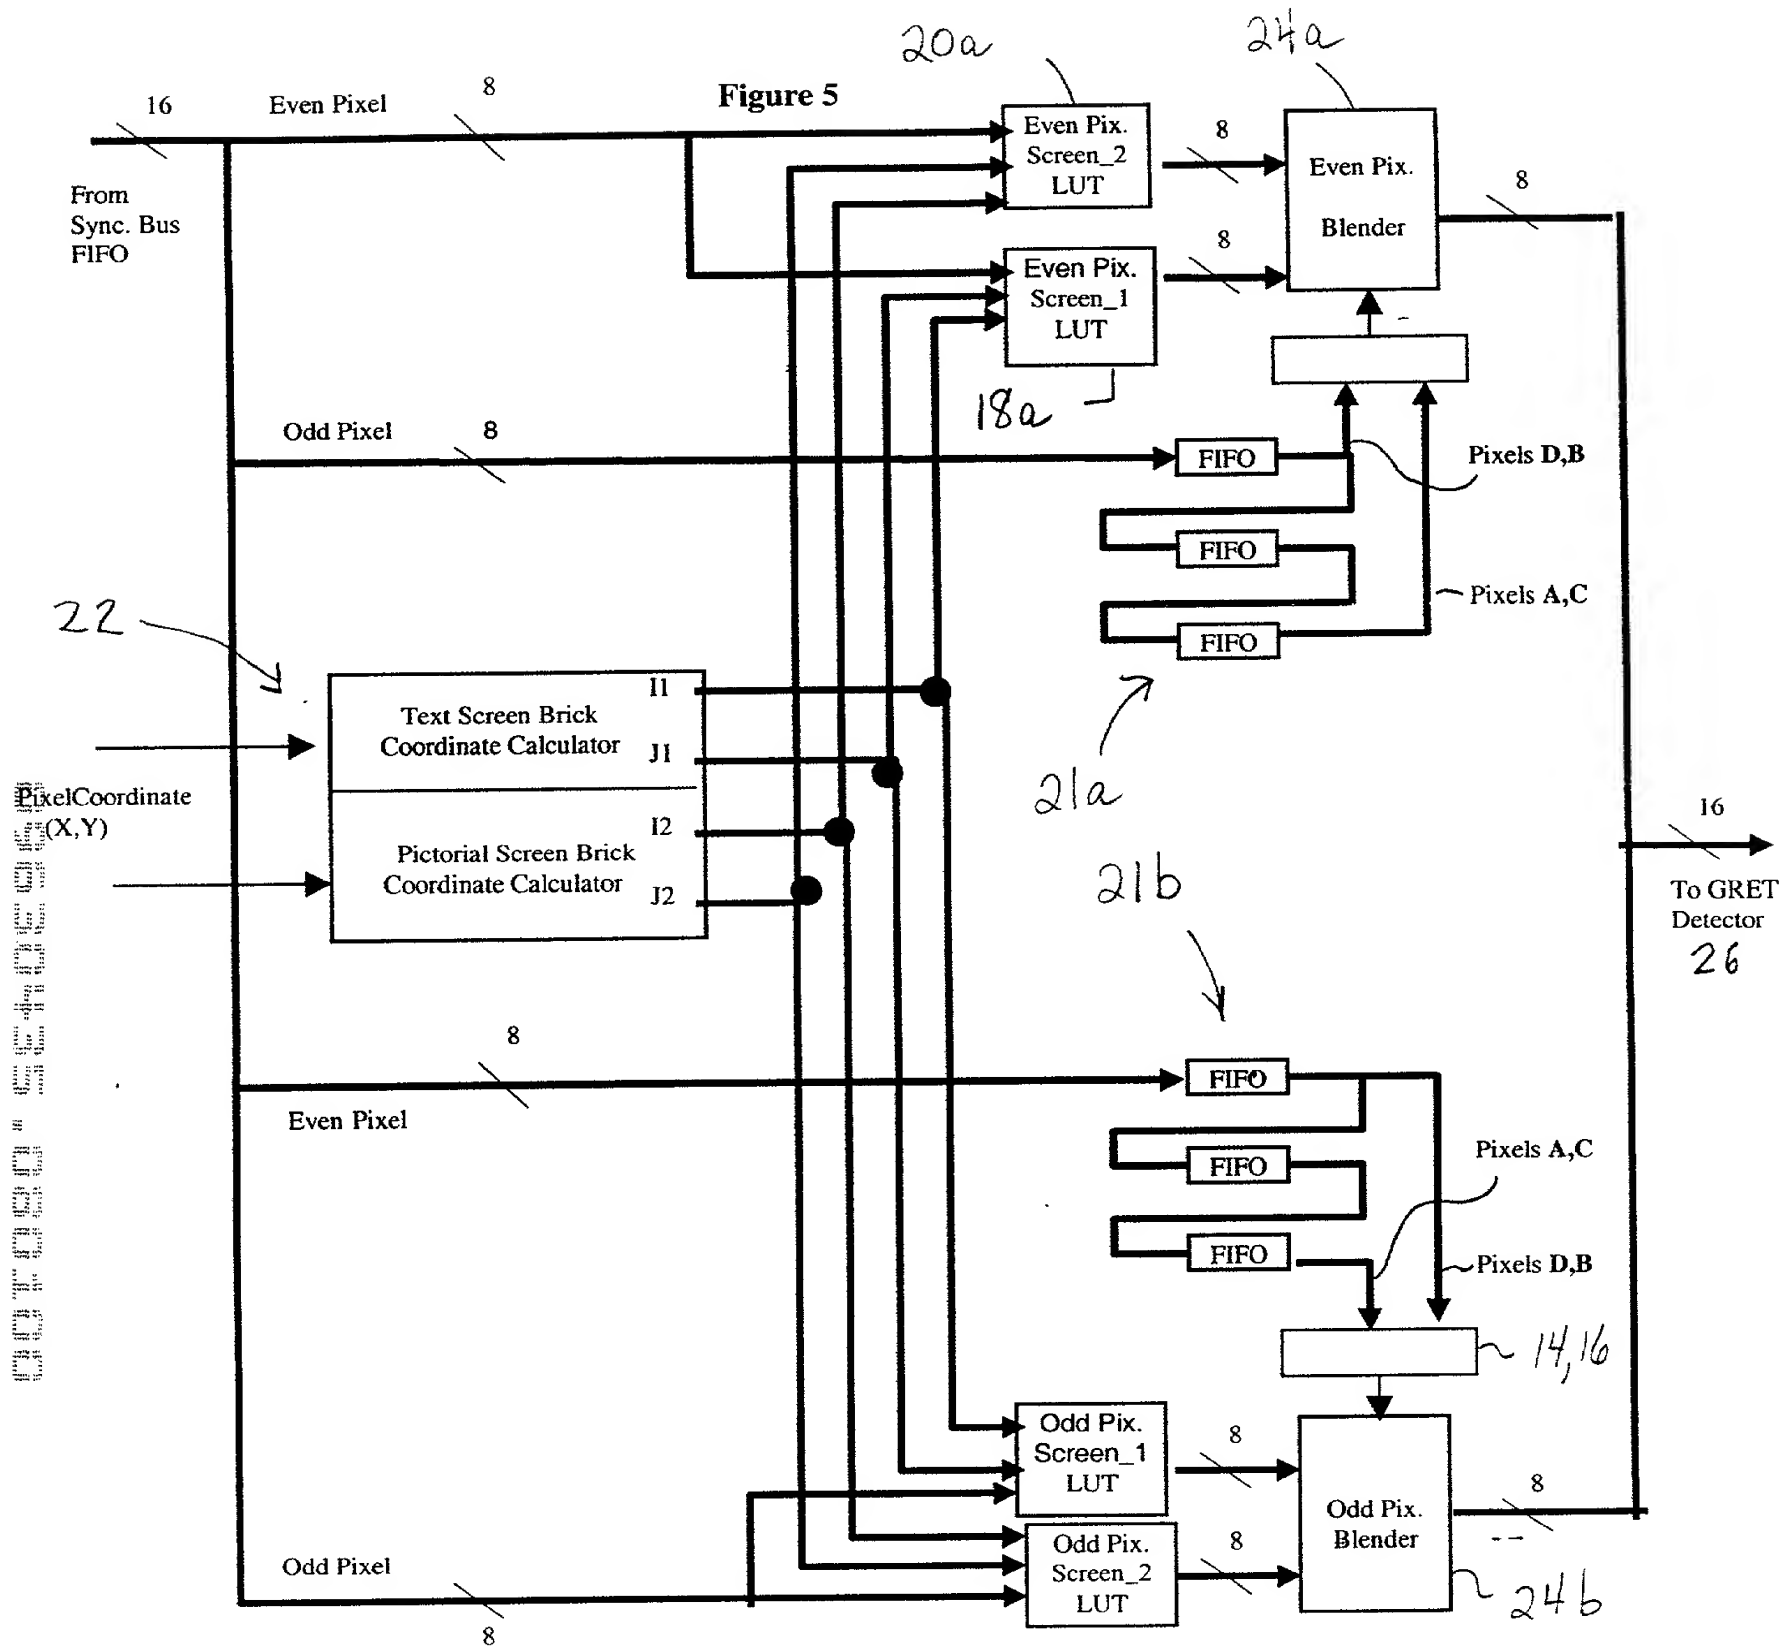 20a
24a
Figure 5
16
Even Pixel
8
From
Sync. Bus
FIFO
Even Pix.
Screen_2
LUT
8
Even Pix.
Blender
8
Even Pix.
Screen_1
LUT
8
18a
Odd Pixel
8
FIFO
Pixels D,B
FIFO
Pixels A,C
FIFO
22
21a
I1
Text Screen Brick
Coordinate Calculator
J1
PixelCoordinate
(X,Y)
I2
Pictorial Screen Brick
Coordinate Calculator
J2
16
To GRET
Detector
26
21b
8
Even Pixel
FIFO
Pixels A,C
FIFO
FIFO
Pixels D,B
14,16
Odd Pix.
Screen_1
LUT
8
Odd Pix.
Blender
8
Odd Pixel
8
Odd Pix.
Screen_2
LUT
8
24b